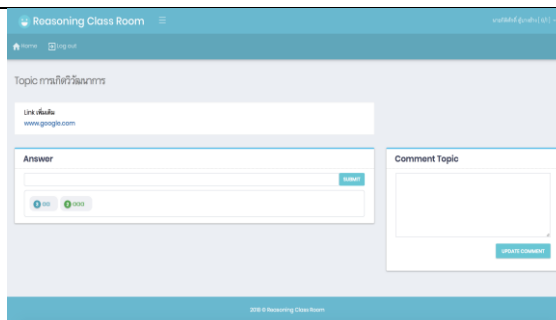 Reasoning Class Room
Home Log out
Topic การเกิดวิวัฒนาการ
Link เพิ่มเติม
www.google.com
Answer
SUBMIT
Comment Topic
UPDATE COMMENT
Reasoning Class Room